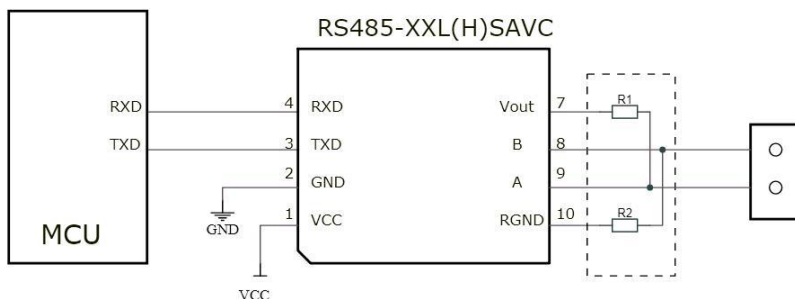 RS485-XXL(H)SAVC
RXD 4 RXD Vout 7 R1
TXD 3 TXD B 8
2 GND A 9
GND 1 VCC RGND 10 R2
MCU
VCC